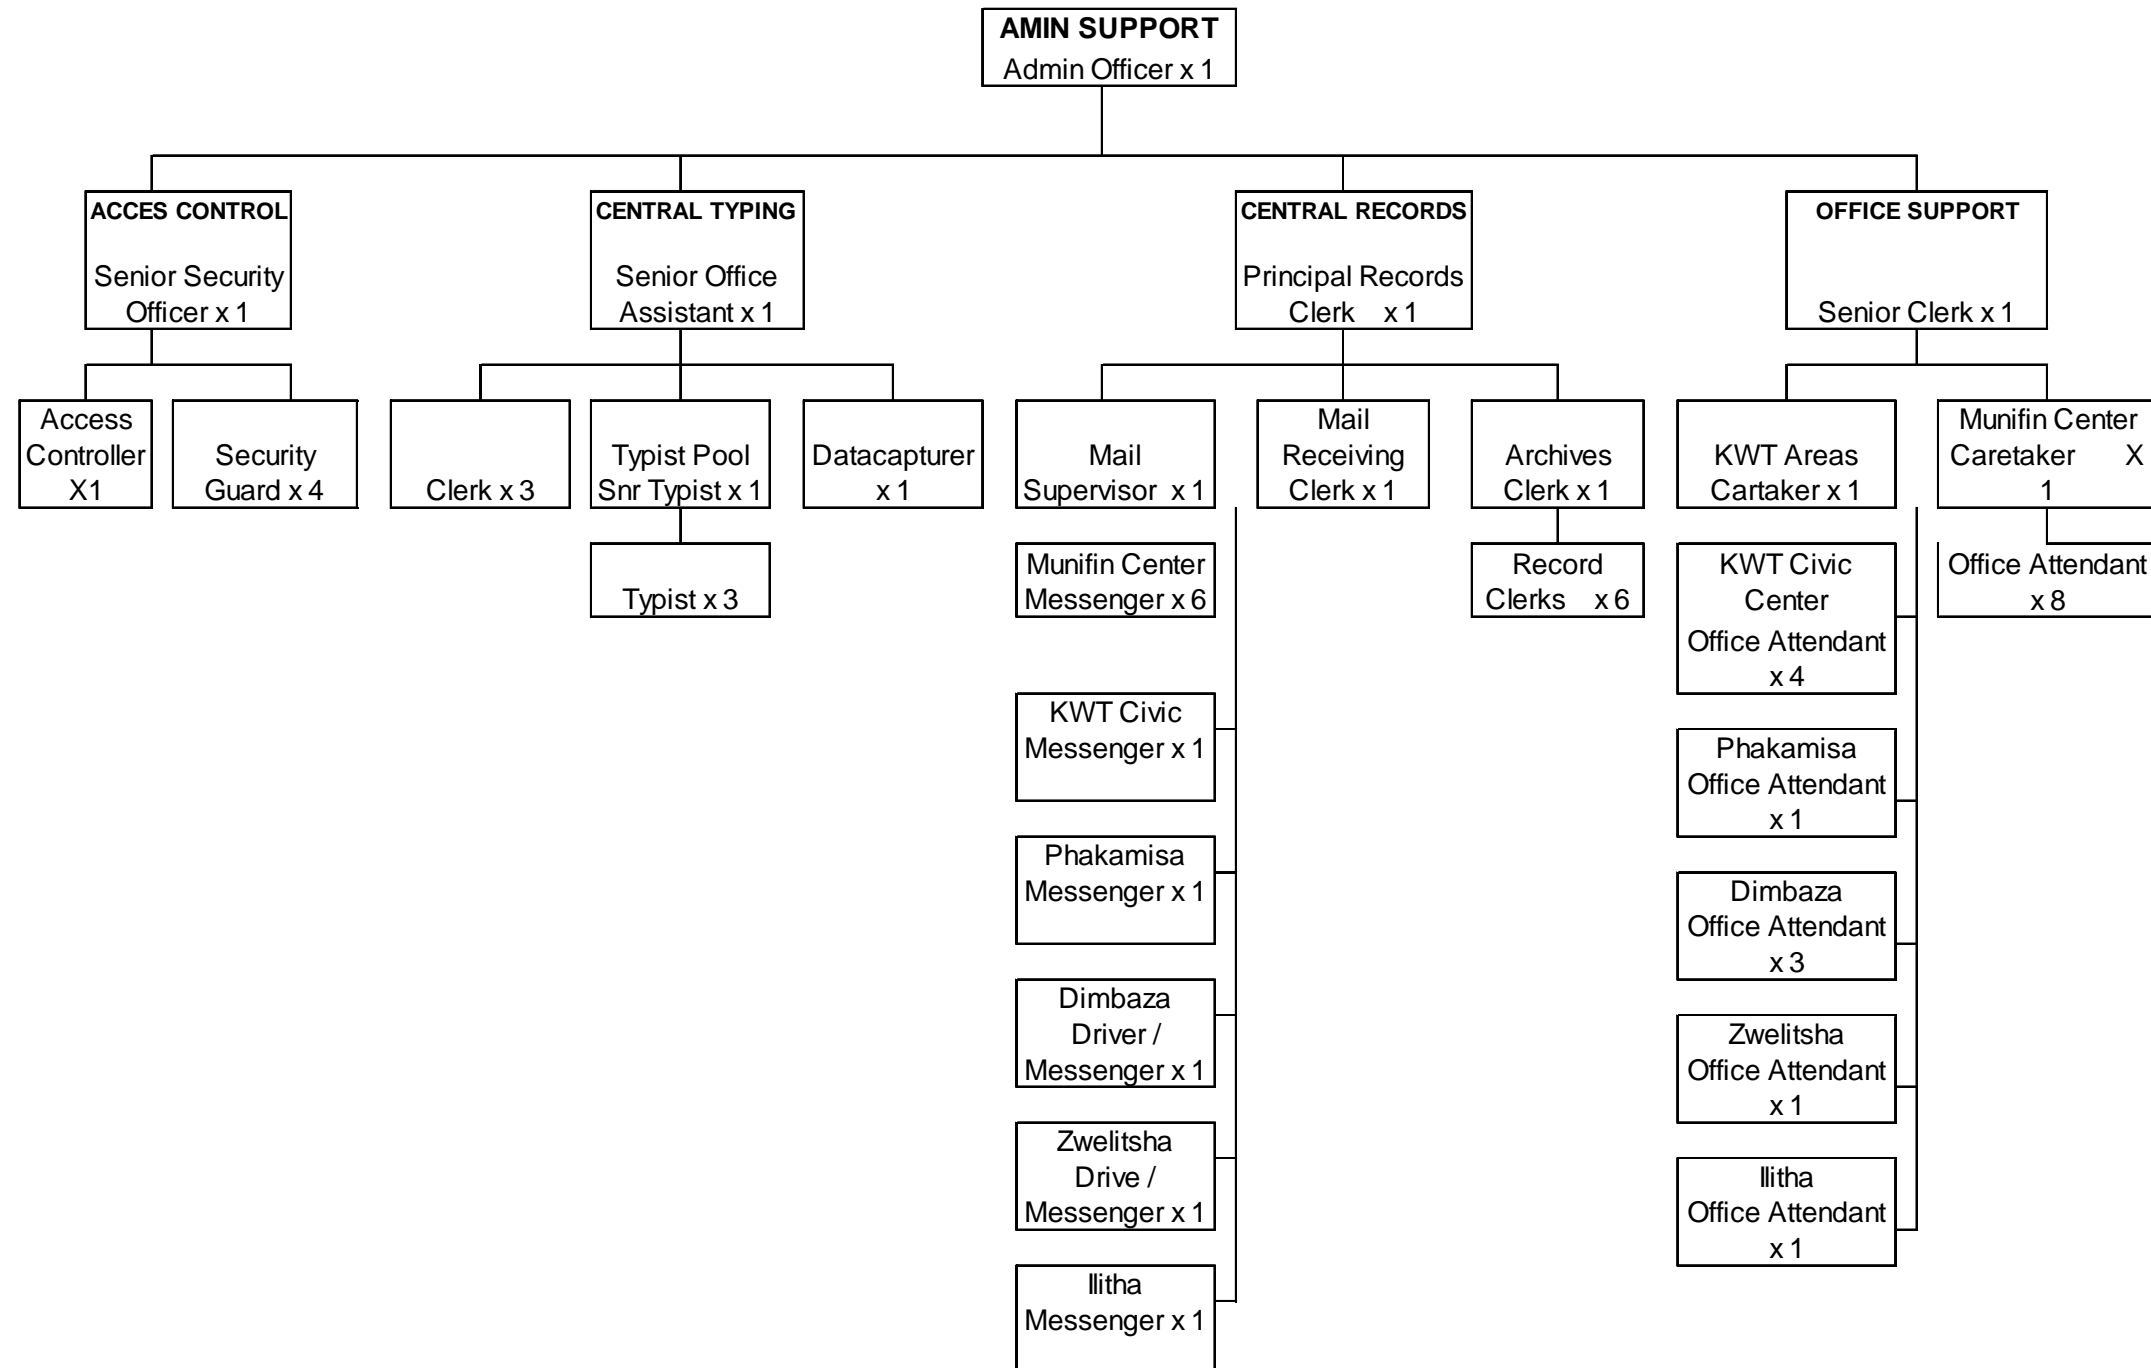 AMIN SUPPORT
Admin Officer x 1
ACCES CONTROL
Senior Security
Officer x 1
CENTRAL TYPING
Senior Office
Assistant x 1
CENTRAL RECORDS
Principal Records
Clerk x 1
OFFICE SUPPORT
Senior Clerk x 1
Access
Controller
X1
Security
Guard x 4
Clerk x 3
Typist Pool
Snr Typist x 1
Datacapturer
x 1
Mail
Supervisor x 1
Mail
Receiving
Clerk x 1
Archives
Clerk x 1
KWT Areas
Cartaker x 1
Munifin Center
Caretaker X
1
Typist x 3
Munifin Center
Messenger x 6
Record
Clerks x 6
KWT Civic
Center
Office Attendant
x 4
Office Attendant
x 8
KWT Civic
Messenger x 1
Phakamisa
Office Attendant
x 1
Phakamisa
Messenger x 1
Dimbaza
Office Attendant
x 3
Dimbaza
Driver /
Messenger x 1
Zwelitsha
Office Attendant
x 1
Zwelitsha
Drive /
Messenger x 1
Ilitha
Office Attendant
x 1
Ilitha
Messenger x 1